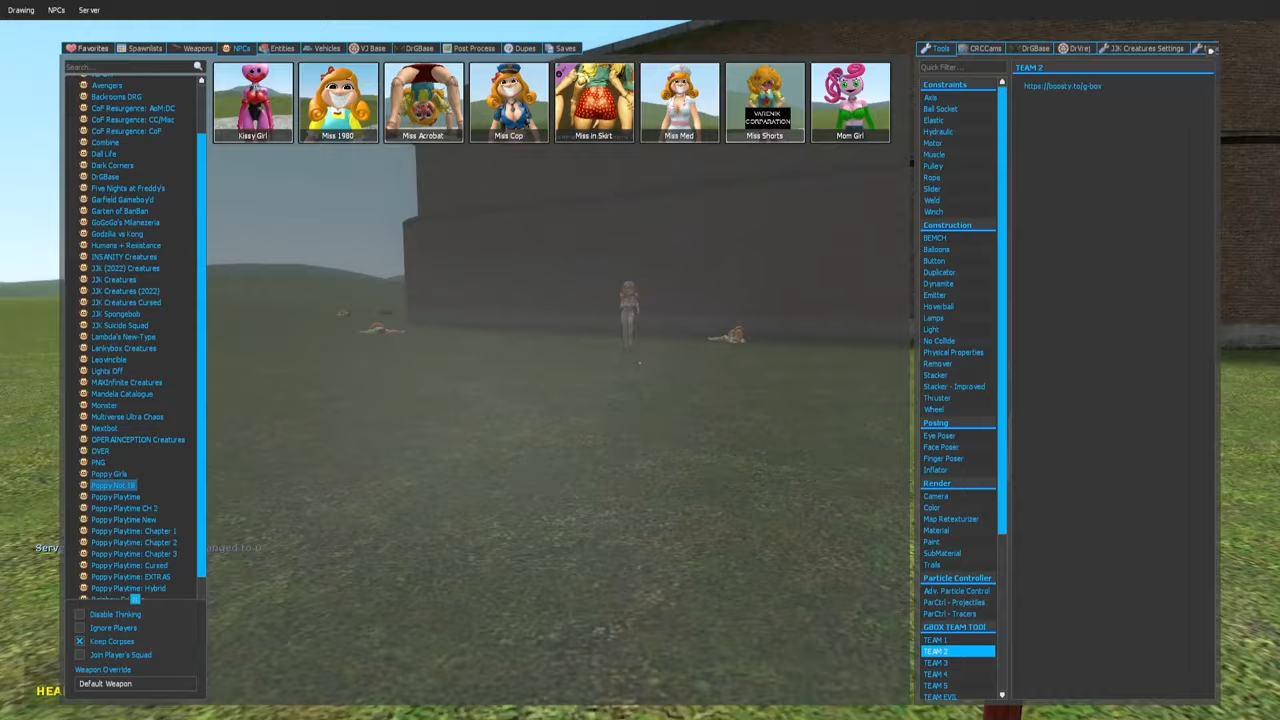 Drawing NPCs Server
Favorites Spawnlists Weapons NPCs Entities Vehicles VJ Base DrGBase Post Process Dupes Saves
Search...
Avengers
Backrooms DRG
CoF Resurgence: AoM:DC
CoF Resurgence: CC/Misc
CoF Resurgence: CoF
Combine
Dali Life
Dark Corners
DrGBase
Five Nights at Freddy's
Garfield Gameboy'd
Garten of BanBan
GoGoGo's Milanezeria
Godzilla vs Kong
Humans + Resistance
INSANITY Creatures
JJK (2022) Creatures
JJK Creatures
JJK Creatures (2022)
JJK Creatures Cursed
JJK Spongebob
JJK Suicide Squad
Lambda's New-Type
Lankybox Creatures
Leovincible
Lights Off
MAXInfinite Creatures
Mandela Catalogue
Monster
Multiverse Ultra Chaos
Nextbot
OPERAINCEPTION Creatures
OVER
PNG
Poppy Girls
Poppy Not 18
Poppy Playtime
Poppy Playtime CH 2
Poppy Playtime New
Poppy Playtime: Chapter 1
Poppy Playtime: Chapter 2
Poppy Playtime: Chapter 3
Poppy Playtime: Cursed
Poppy Playtime: EXTRAS
Poppy Playtime: Hybrid
Disable Thinking
Ignore Players
Keep Corpses
Join Player's Squad
Weapon Override
Default Weapon
Kissy Girl
Miss 1980
Miss Acrobat
Miss Cop
Miss in Skirt
Miss Med
VARENIK
CORPARATION
Miss Shorts
Mom Girl
Serv
anged to 0
HEA
Tools CRCCams DrGBase DrVrej JJK Creatures Settings
Quick Filter...
Constraints
Axis
Ball Socket
Elastic
Hydraulic
Motor
Muscle
Pulley
Rope
Slider
Weld
Winch
Construction
BEMCH
Balloons
Button
Duplicator
Dynamite
Emitter
Hoverball
Lamps
Light
No Collide
Physical Properties
Remover
Stacker
Stacker - Improved
Thruster
Wheel
Posing
Eye Poser
Face Poser
Finger Poser
Inflator
Render
Camera
Color
Map Retexturizer
Material
Paint
SubMaterial
Trails
Particle Controller
Adv. Particle Control
ParCtrl - Projectiles
ParCtrl - Tracers
GBOX TEAM TOOl
TEAM 1
TEAM 2
TEAM 3
TEAM 4
TEAM 5
TEAM EVIL
TEAM 2
https://boosty.to/g-box